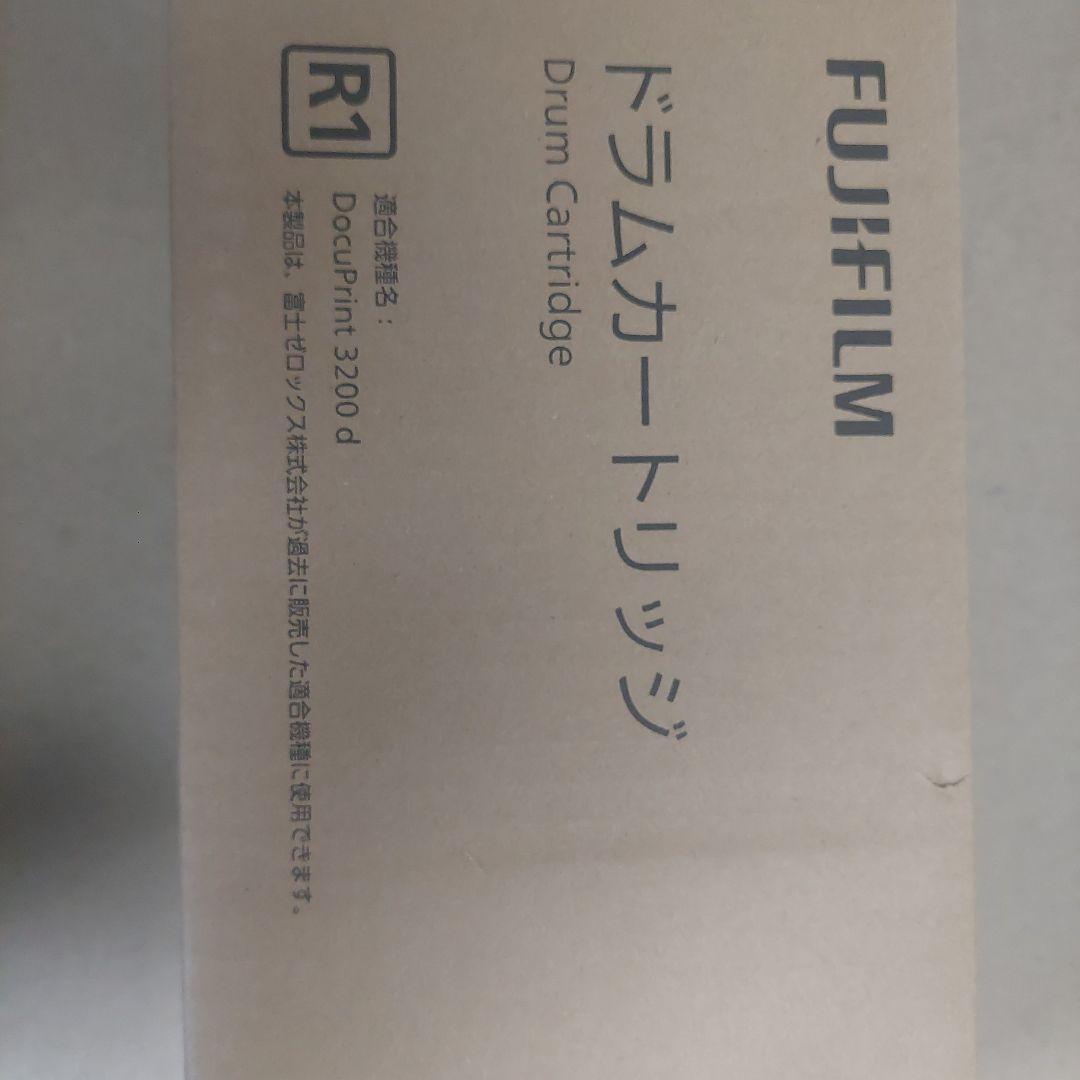 FUJIFILM
ドラムカートリッジ
Drum Cartridge
R1
適合機種名：
DocuPrint 3200 d
本製品は、富士ゼロックス株式会社が過去に販売した適合機種に使用できます。